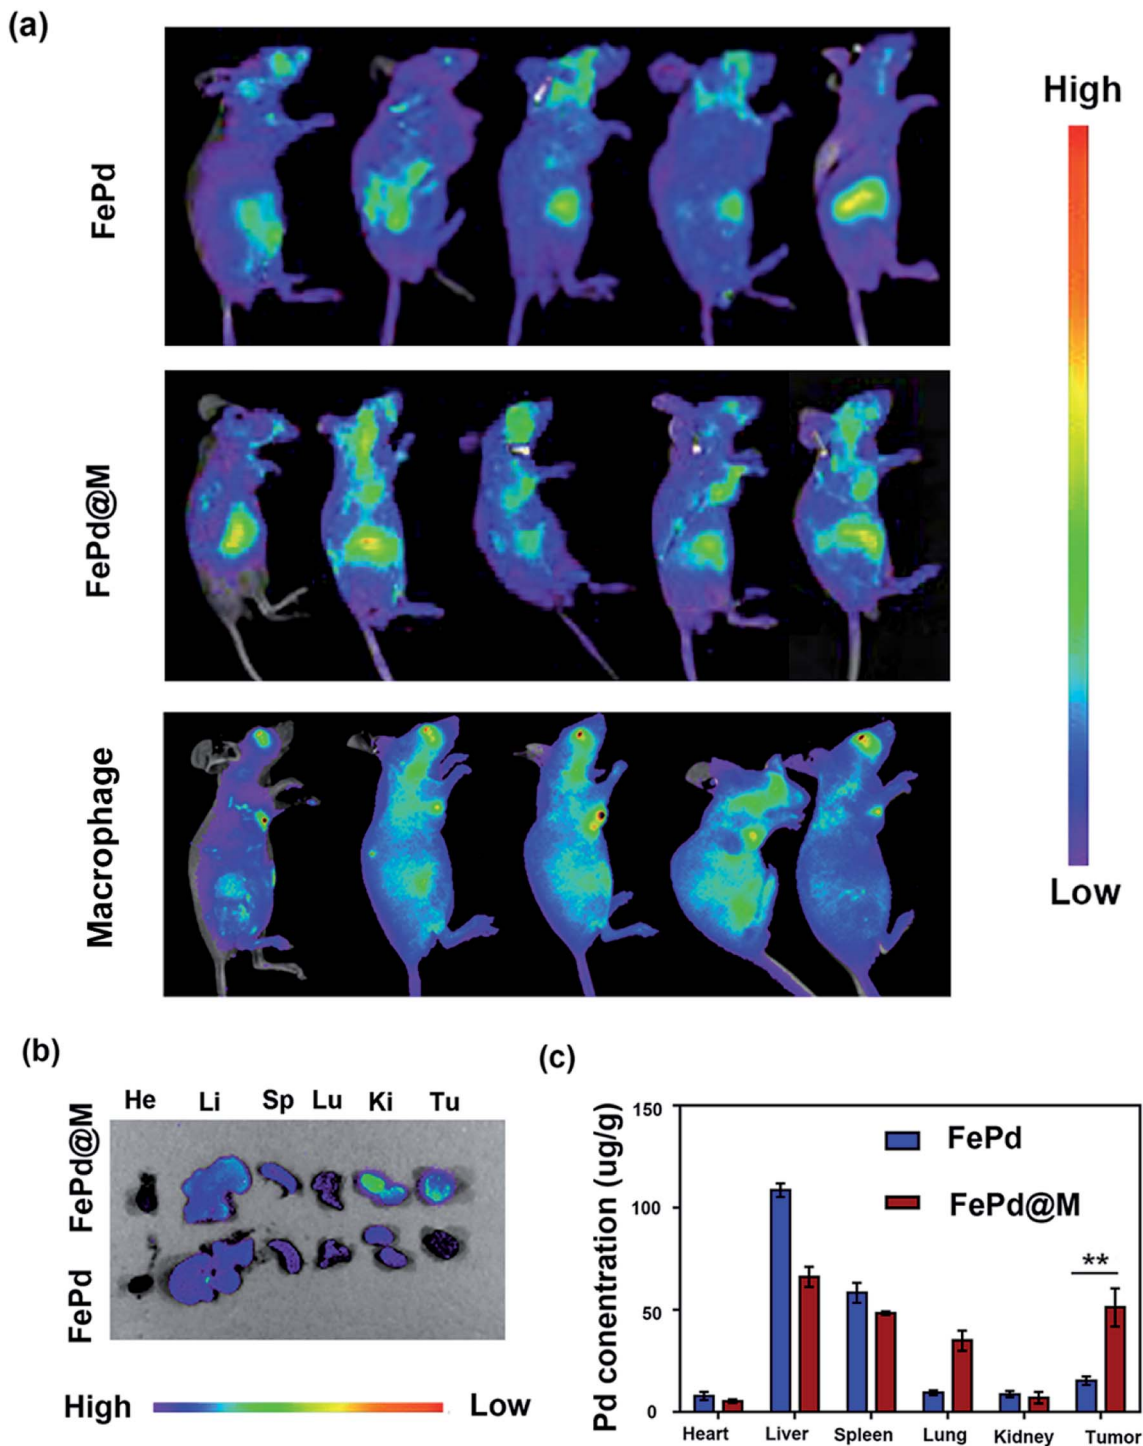 (a)
High
FePd
FePd@M
Macrophage
Low
(b)
He Li Sp Lu Ki Tu
FePd@M
FePd
High Low
(c)
150
100
50
0
Pd conentration (ug/g)
FePd
FePd@M
**
Heart Liver Spleen Lung Kidney Tumor